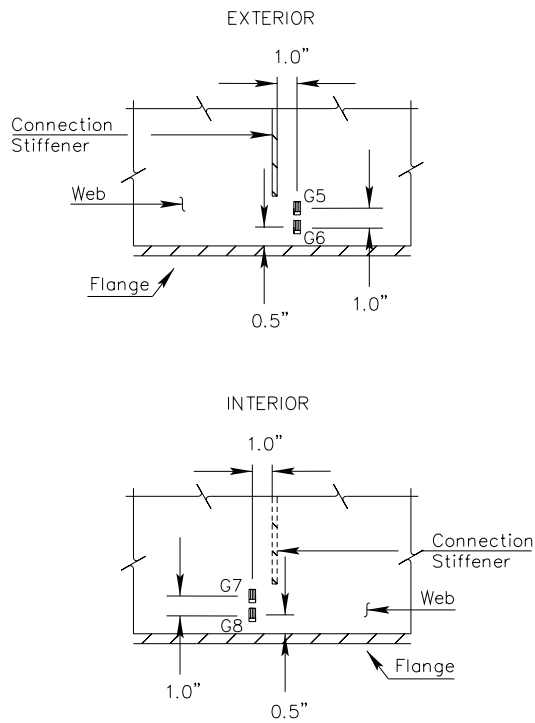 EXTERIOR
1.0"
Connection
Stiffener
Web
G5
G6
Flange
1.0"
0.5"
INTERIOR
1.0"
Connection
Stiffener
G7
Web
G8
Flange
1.0"
0.5"